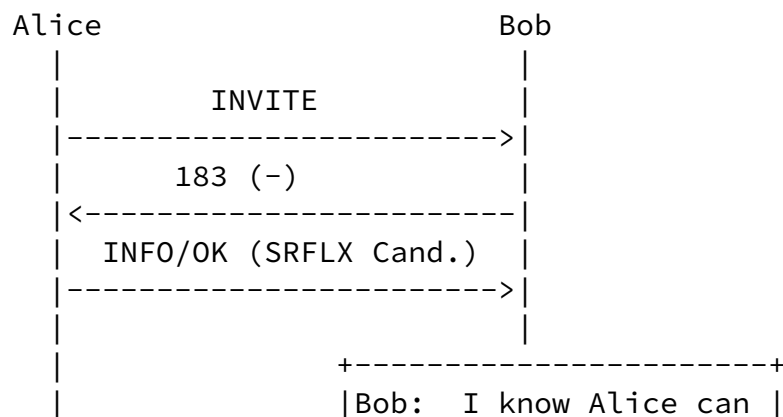 Alice Bob
INVITE
183 (-)
INFO/OK (SRFLX Cand.)
Bob: I know Alice can